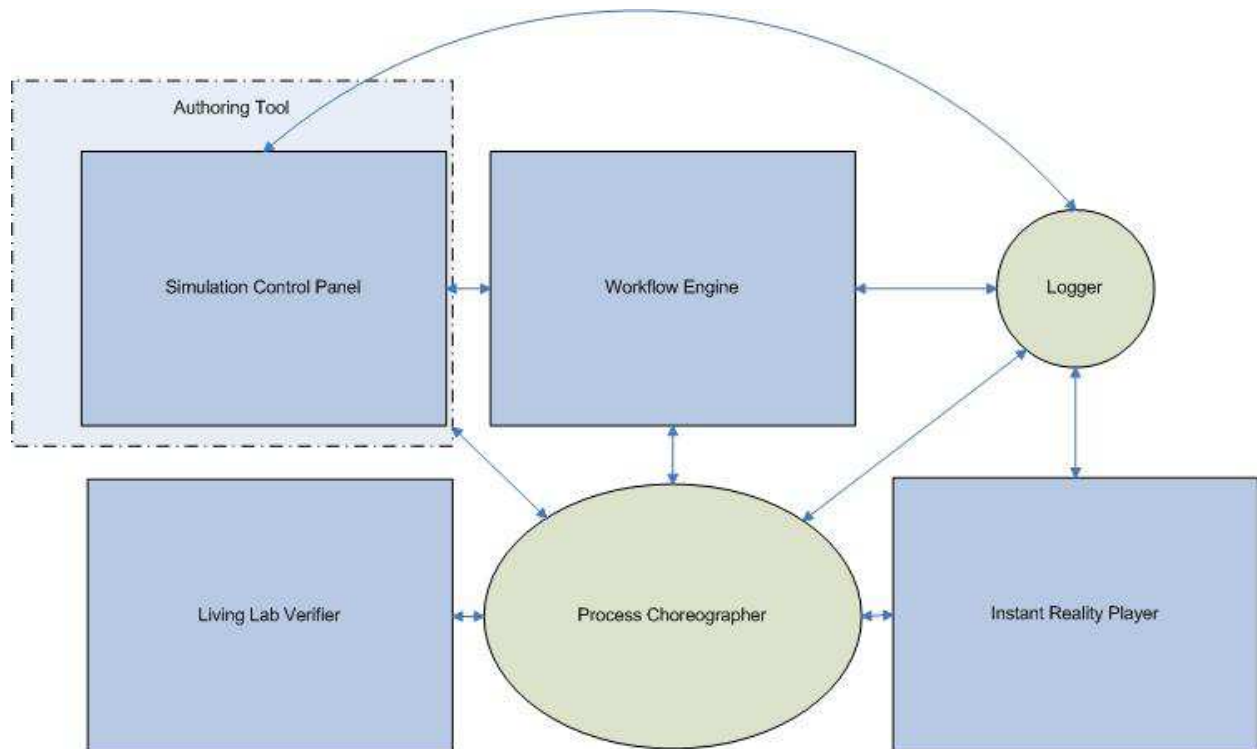 Authoring Tool
Simulation Control Panel
Workflow Engine
Logger
Living Lab Verifier
Process Choreographer
Instant Reality Player